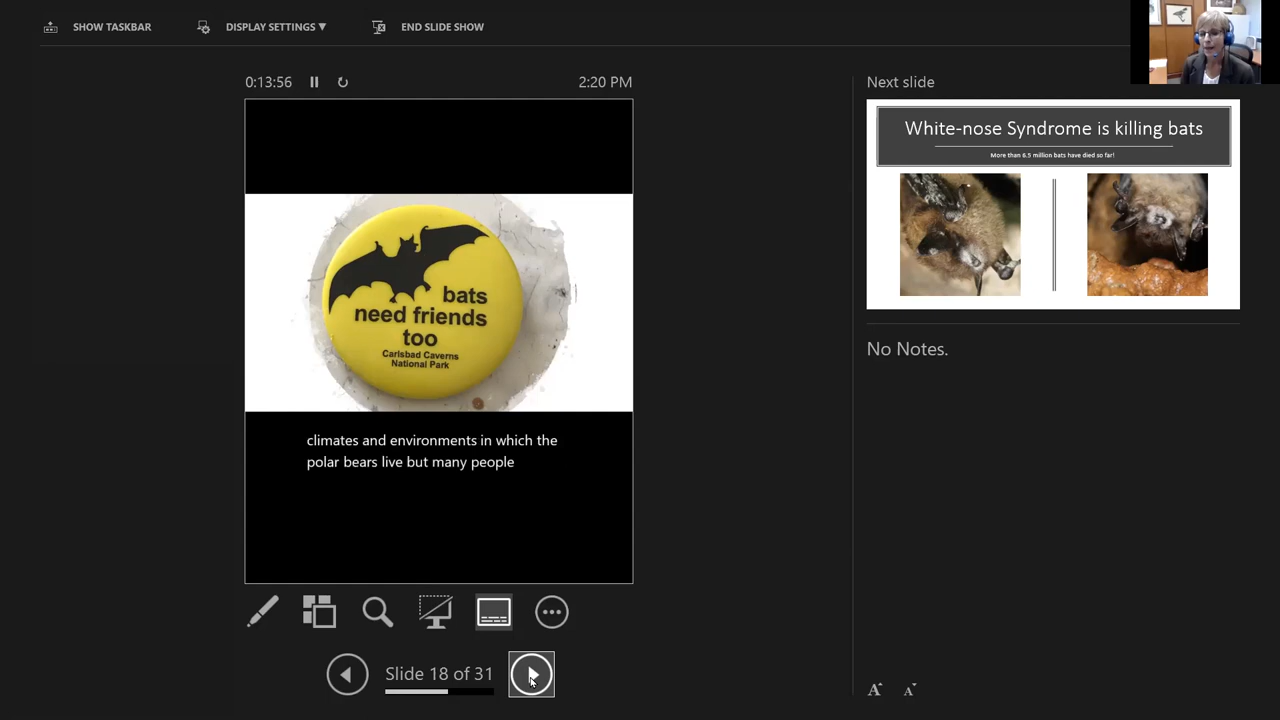 SHOW TASKBAR
DISPLAY SETTINGS ▼
END SLIDE SHOW
0:13:56
2:20 PM
bats
need friends
too
Carlsbad Caverns
National Park
climates and environments in which the
polar bears live but many people
Slide 18 of 31
Next slide
White-nose Syndrome is killing bats
More than 6.5 million bats have died so far!
No Notes.
A
A